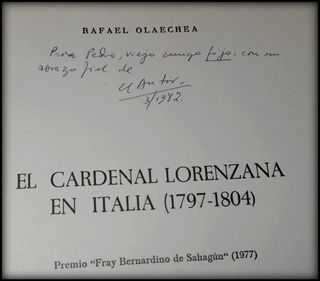 RAFAEL OLAECHEA
Para Pedro, viejo amigo fijo, con un
abrazo fiel de
El Autor.
3/1982.
EL CARDENAL LORENZANA
EN ITALIA (1797-1804)
Premio "Fray Bernardino de Sahagún" (1977)